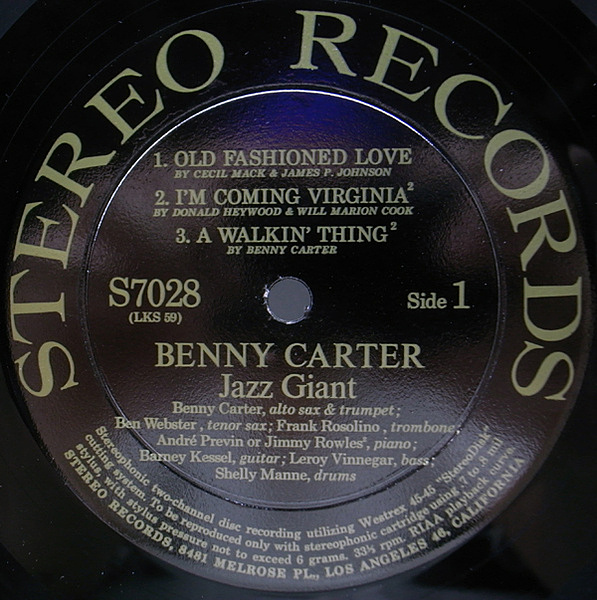 STEREO RECORDS
1. OLD FASHIONED LOVE
BY CECIL MACK & JAMES P. JOHNSON
2. I'M COMING VIRGINIA²
BY DONALD HEYWOOD & WILL MARION COOK
3. A WALKIN' THING²
BY BENNY CARTER
S7028
(LKS 59)
Side 1
BENNY CARTER
Jazz Giant
Benny Carter, alto sax & trumpet;
Ben Webster, tenor sax; Frank Rosolino, trombone;
André Previn or Jimmy Rowles², piano;
Barney Kessel, guitar; Leroy Vinnegar, bass;
Shelly Manne, drums
Stereophonic two-channel disc recording utilizing Westrex 45-45 "StereoDisk"
cutting system. To be reproduced only with stereophonic cartridge using .7 to .8 mil
stylus, with stylus pressure not to exceed 6 grams. 33⅓ rpm. RIAA playback curve.
STEREO RECORDS, 8481 MELROSE PL., LOS ANGELES 46, CALIFORNIA